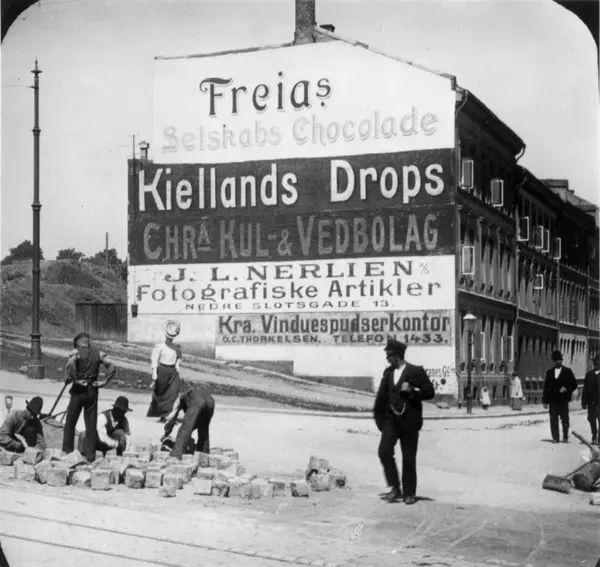 Freias
Selskabs Chocolade
Kiellands Drops
CHRA KUL- & VEDBOLAG
J. L. NERLIEN A/S
Fotografiske Artikler
NEDRE SLOTSGADE 13.
Kra. Vinduespudserkontor
O.C. THORKELSEN. TELEFON 1433.